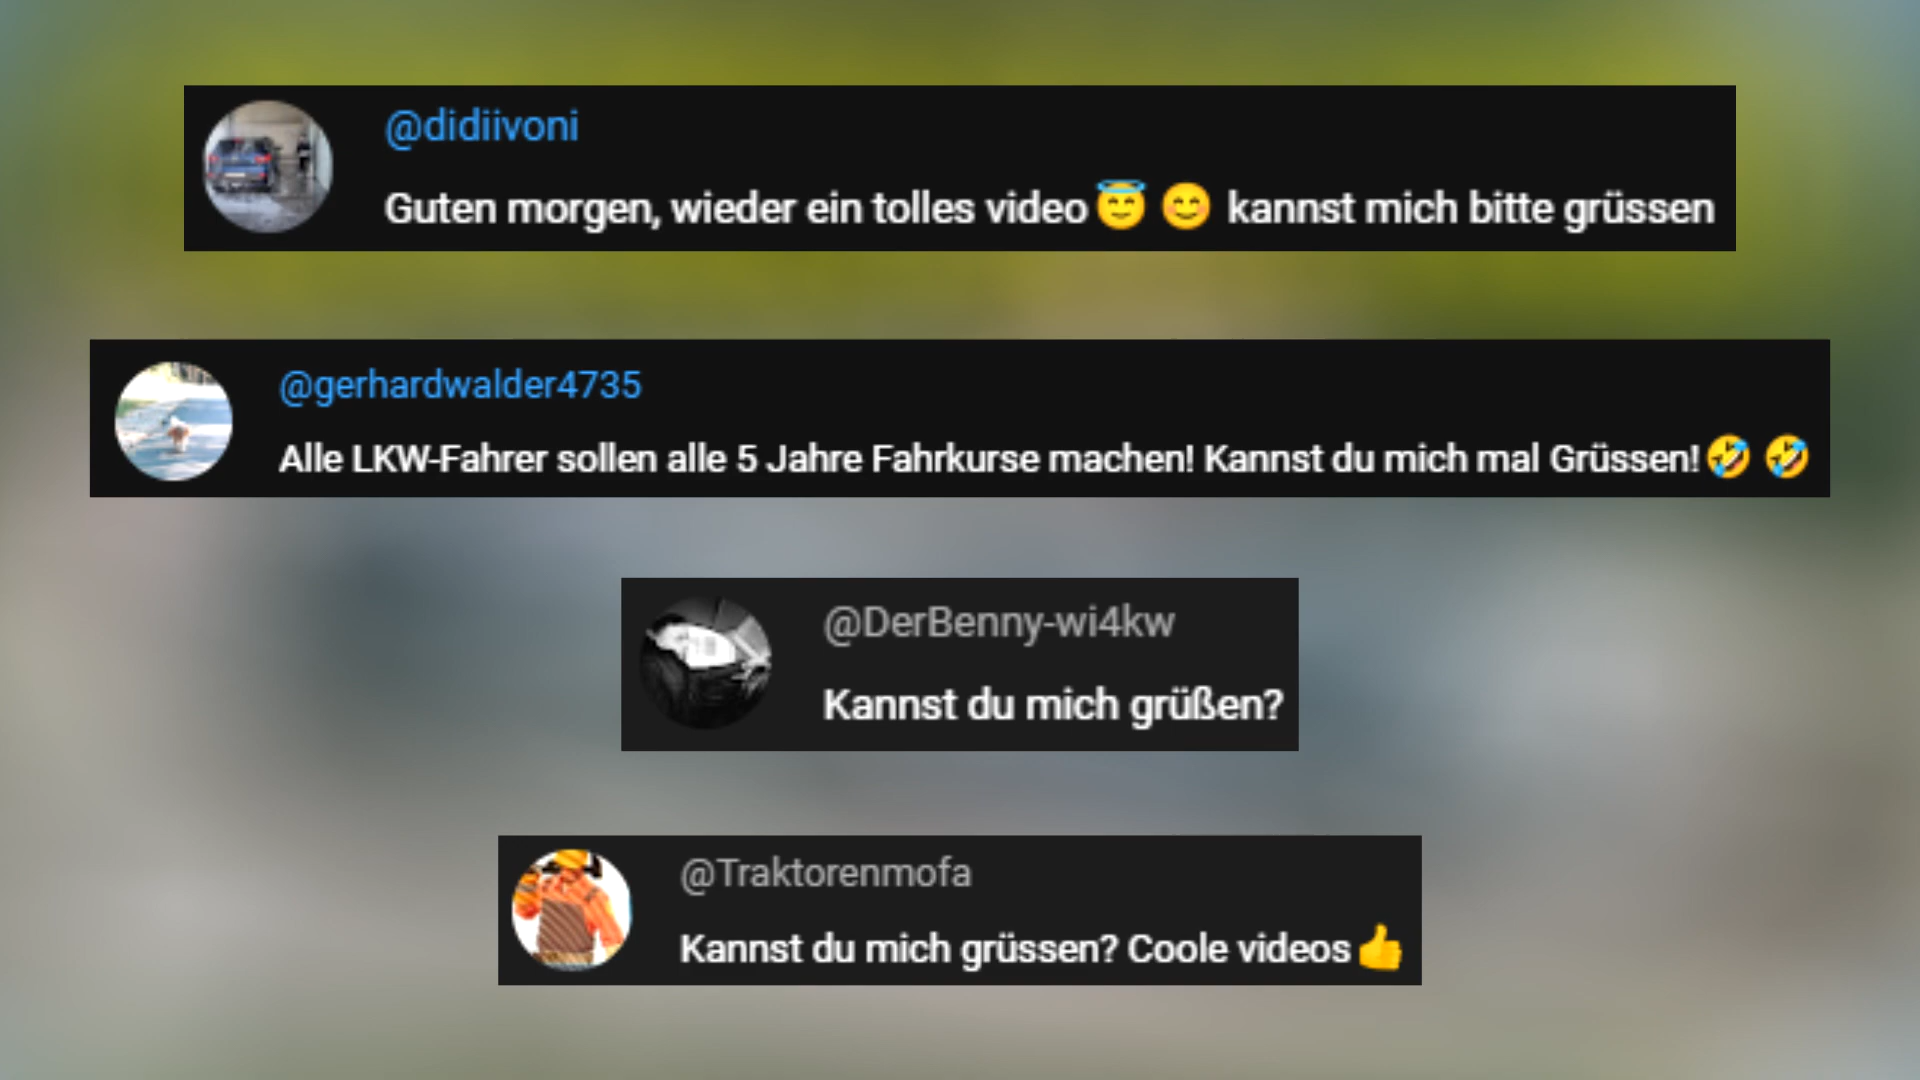 @didiivoni
Guten morgen, wieder ein tolles video😇 😊 kannst mich bitte grüssen
@gerhardwalder4735
Alle LKW-Fahrer sollen alle 5 Jahre Fahrkurse machen! Kannst du mich mal Grüssen!🤣 🤣
@DerBenny-wi4kw
Kannst du mich grüßen?
@Traktorenmofa
Kannst du mich grüssen? Coole videos👍